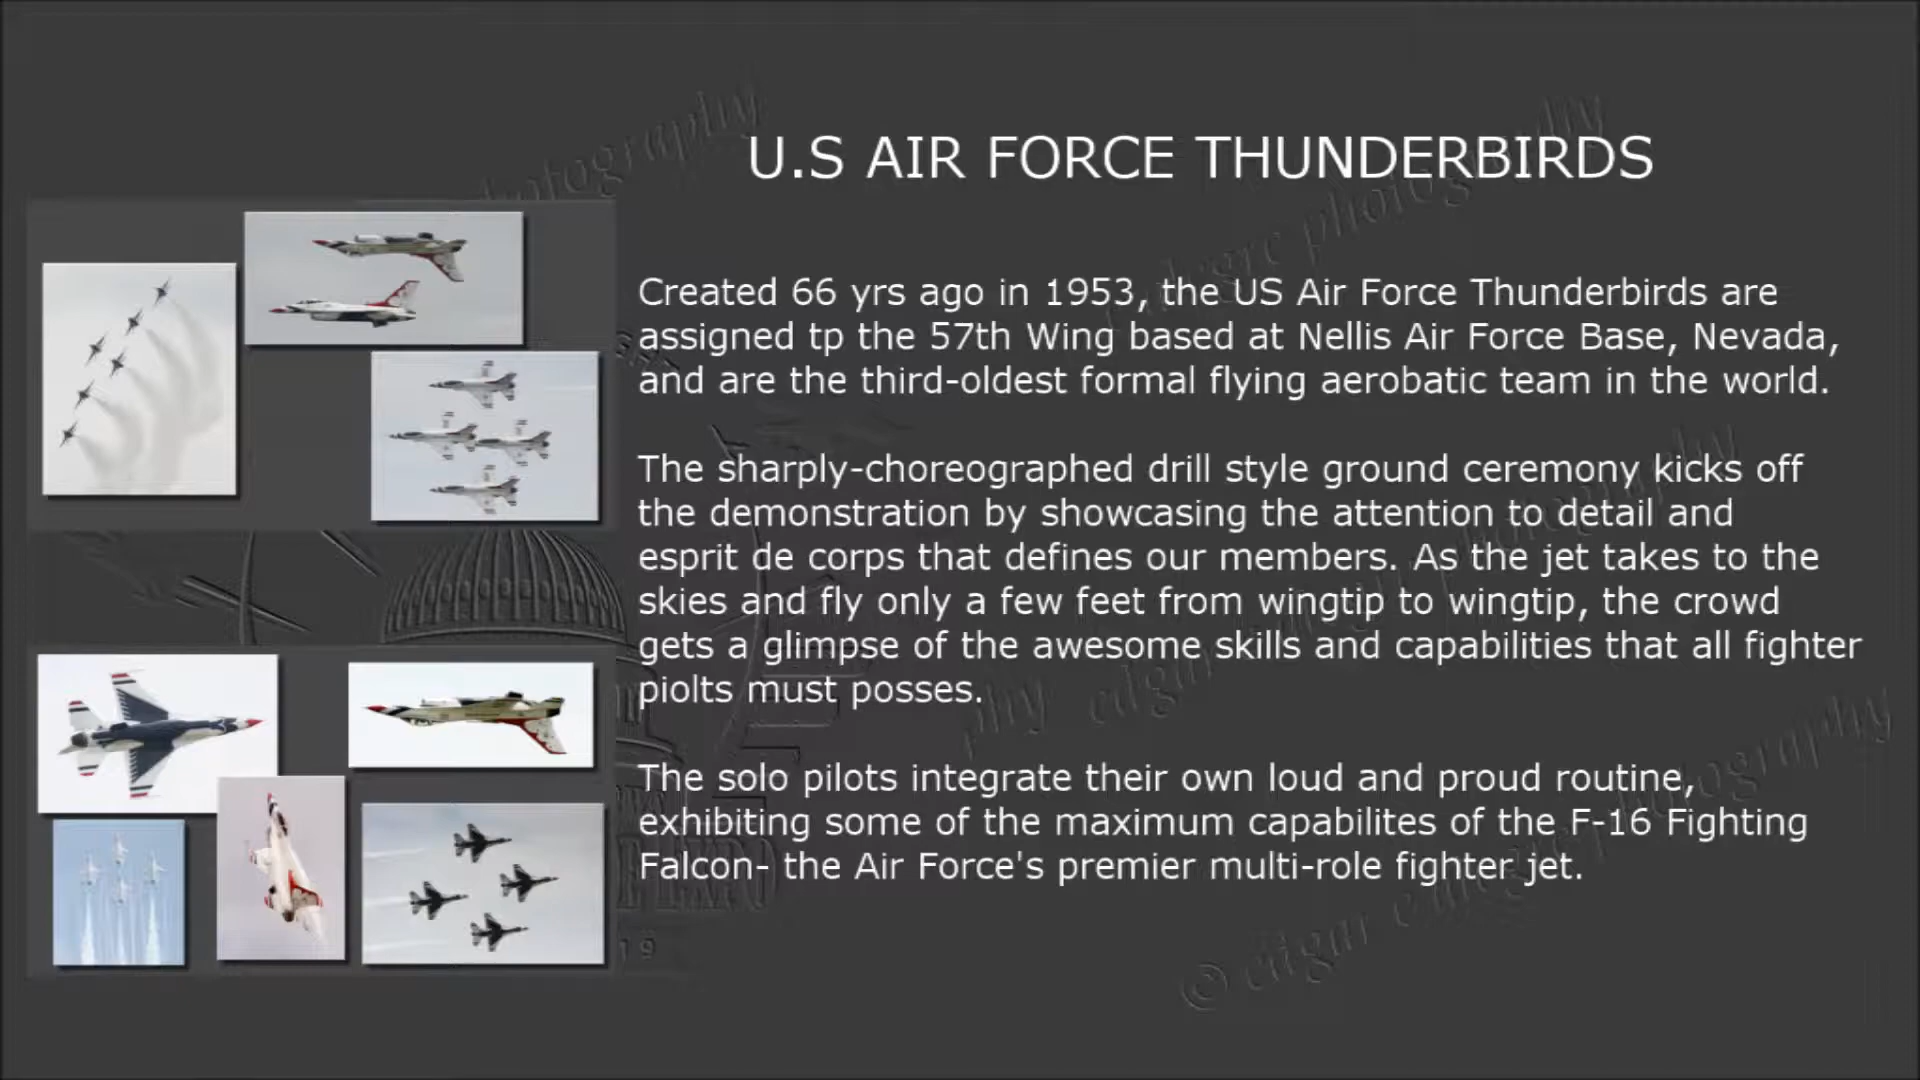 U.S AIR FORCE THUNDERBIRDS
Created 66 yrs ago in 1953, the US Air Force Thunderbirds are
assigned tp the 57th Wing based at Nellis Air Force Base, Nevada,
and are the third-oldest formal flying aerobatic team in the world.
The sharply-choreographed drill style ground ceremony kicks off
the demonstration by showcasing the attention to detail and
esprit de corps that defines our members. As the jet takes to the
skies and fly only a few feet from wingtip to wingtip, the crowd
gets a glimpse of the awesome skills and capabilities that all fighter
piolts must posses.
The solo pilots integrate their own loud and proud routine,
exhibiting some of the maximum capabilites of the F-16 Fighting
Falcon- the Air Force's premier multi-role fighter jet.
photography
photography
© edgar